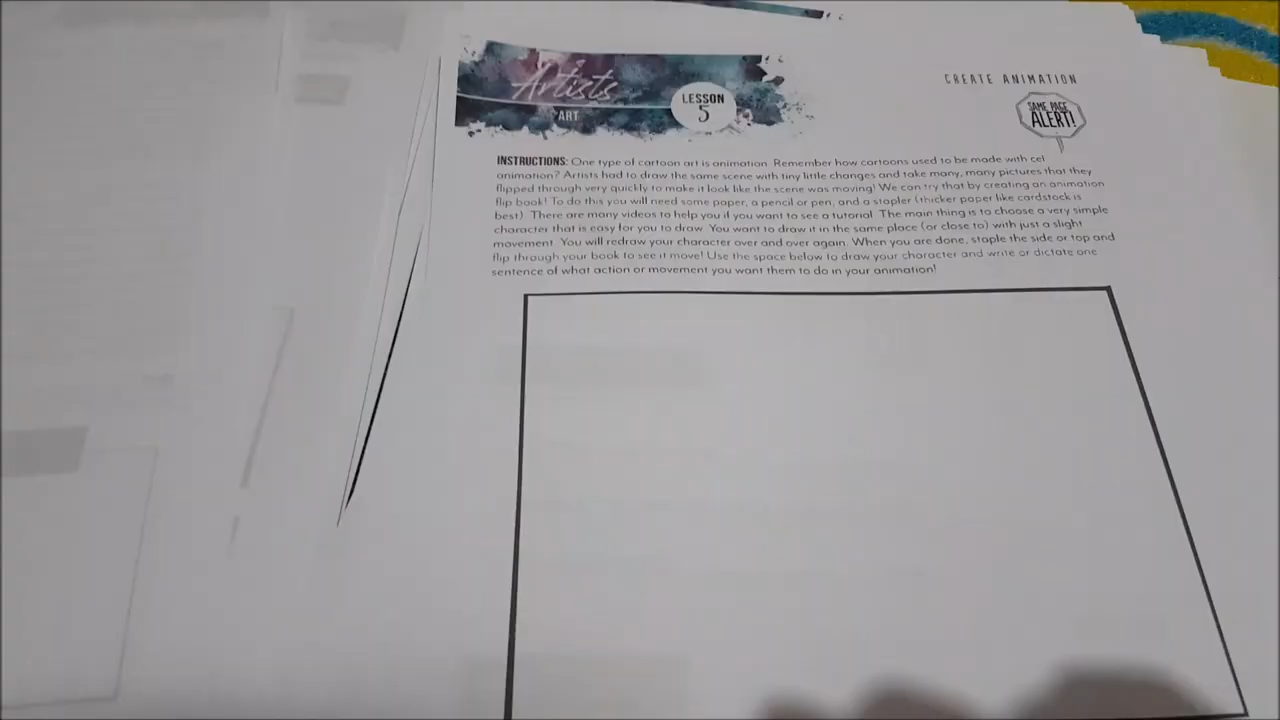 Artists
ART
LESSON
5
CREATE ANIMATION
SAME PAGE
ALERT!
INSTRUCTIONS: One type of cartoon art is animation. Remember how cartoons used to be made with cel
animation? Artists had to draw the same scene with tiny little changes and take many, many pictures that they
flipped through very quickly to make it look like the scene was moving! We can try that by creating an animation
flip book! To do this you will need some paper, a pencil or pen, and a stapler (thicker paper like cardstock is
best). There are many videos to help you if you want to see a tutorial. The main thing is to choose a very simple
character that is easy for you to draw. You want to draw it in the same place (or close to) with just a slight
movement. You will redraw your character over and over again. When you are done, staple the side or top and
flip through your book to see it move! Use the space below to draw your character and write or dictate one
sentence of what action or movement you want them to do in your animation!